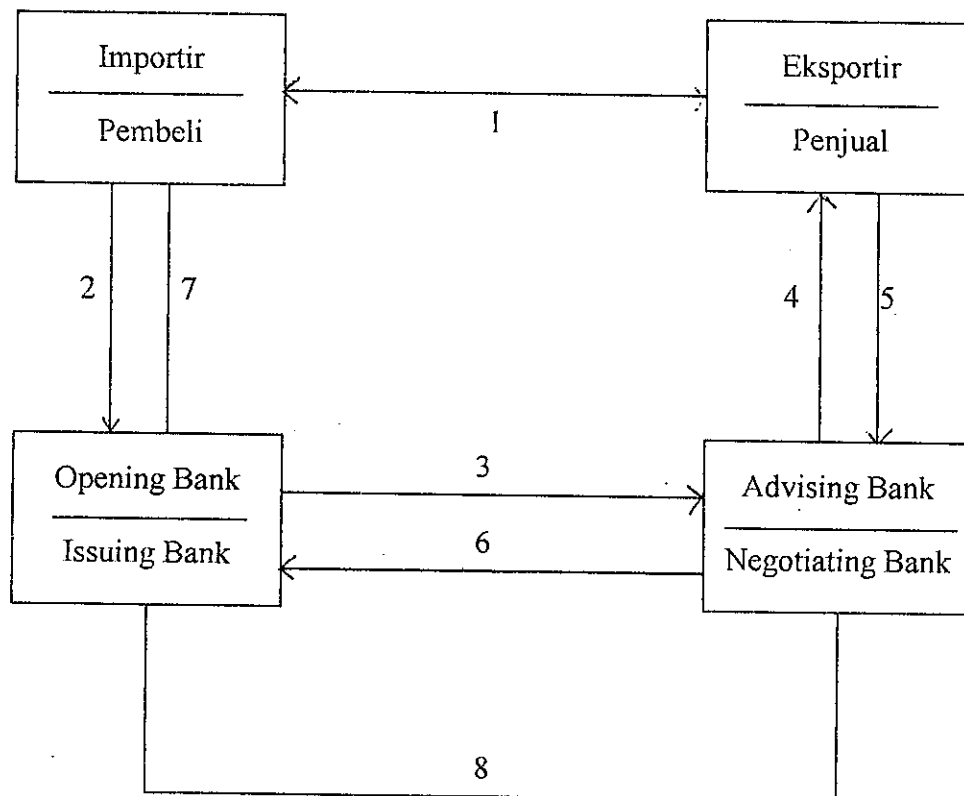 Importir
Pembeli
Eksportir
Penjual
1
2
7
4
5
Opening Bank
Issuing Bank
3
6
Advising Bank
Negotiating Bank
8